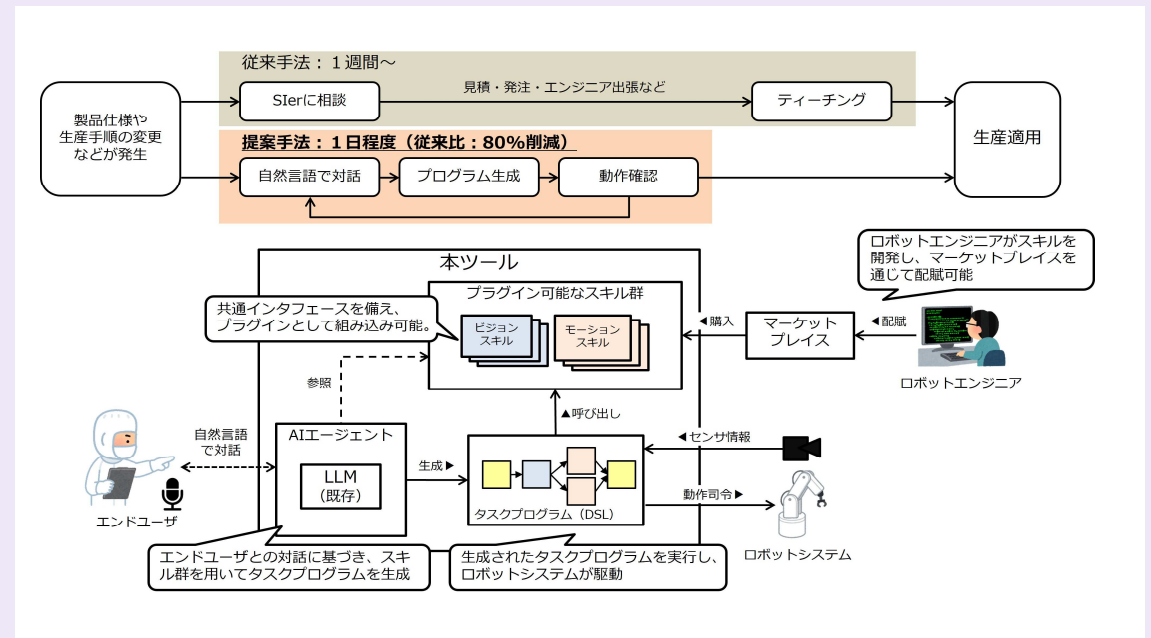 従来手法：１週間～
製品仕様や
生産手順の変更
などが発生
SIerに相談
見積・発注・エンジニア出張など
ティーチング
生産適用
提案手法：１日程度（従来比：80%削減）
自然言語で対話
プログラム生成
動作確認
ロボットエンジニアがスキルを
開発し、マーケットプレイスを
通じて配賦可能
本ツール
プラグイン可能なスキル群
共通インタフェースを備え、
プラグインとして組み込み可能。
ビジョン
スキル
モーション
スキル
◀購入
マーケット
プレイス
◀配賦
ロボットエンジニア
参照
▲呼び出し
自然言語
で対話
AIエージェント
LLM
（既存）
生成▶
タスクプログラム（DSL）
◀センサ情報
動作司令▶
エンドユーザ
ロボットシステム
エンドユーザとの対話に基づき、スキ
ル群を用いてタスクプログラムを生成
生成されたタスクプログラムを実行し、
ロボットシステムが駆動